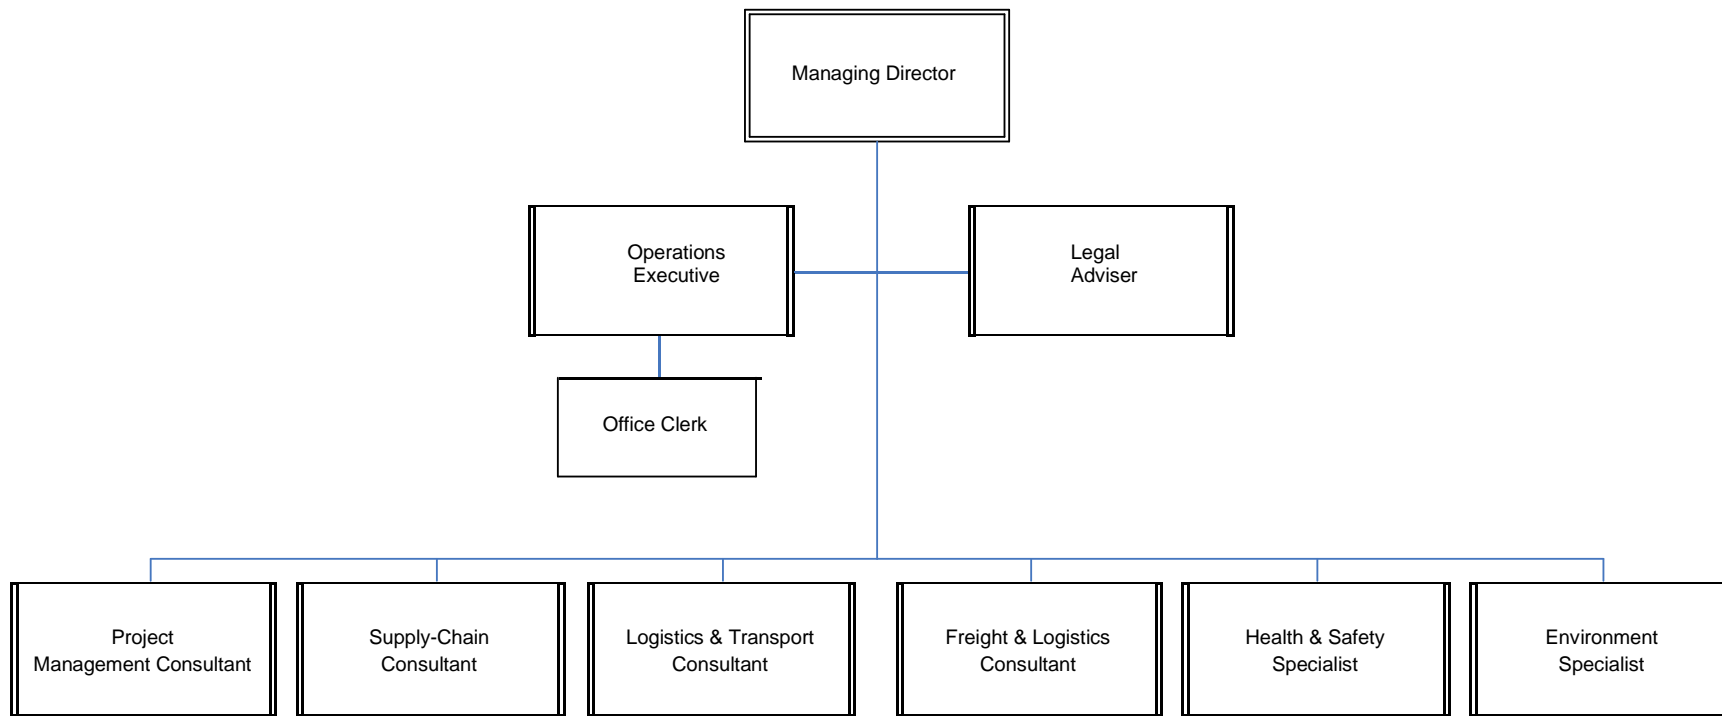 Managing Director
Operations
Executive
Legal
Adviser
Office Clerk
Project
Management Consultant
Supply-Chain
Consultant
Logistics & Transport
Consultant
Freight & Logistics
Consultant
Health & Safety
Specialist
Environment
Specialist